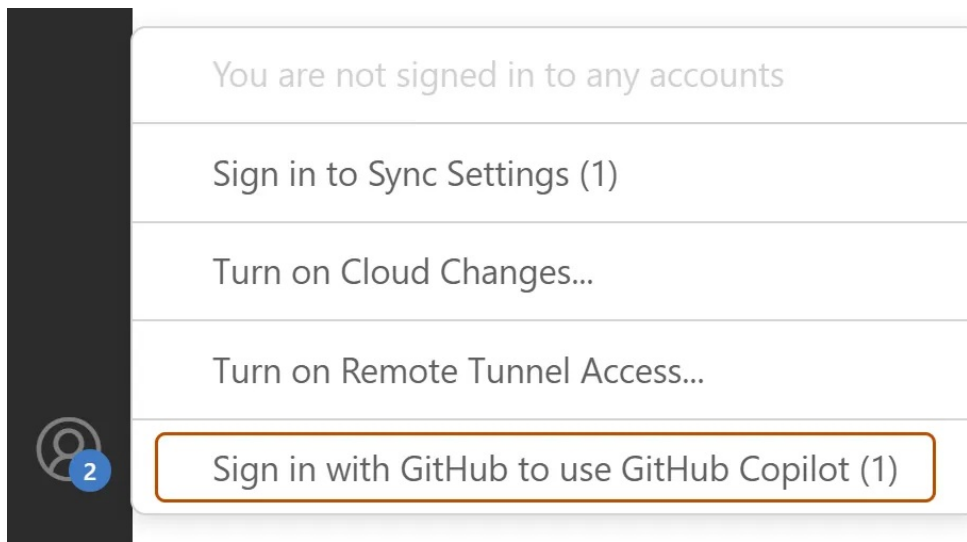 You are not signed in to any accounts
Sign in to Sync Settings (1)
Turn on Cloud Changes...
Turn on Remote Tunnel Access...
Sign in with GitHub to use GitHub Copilot (1)
2